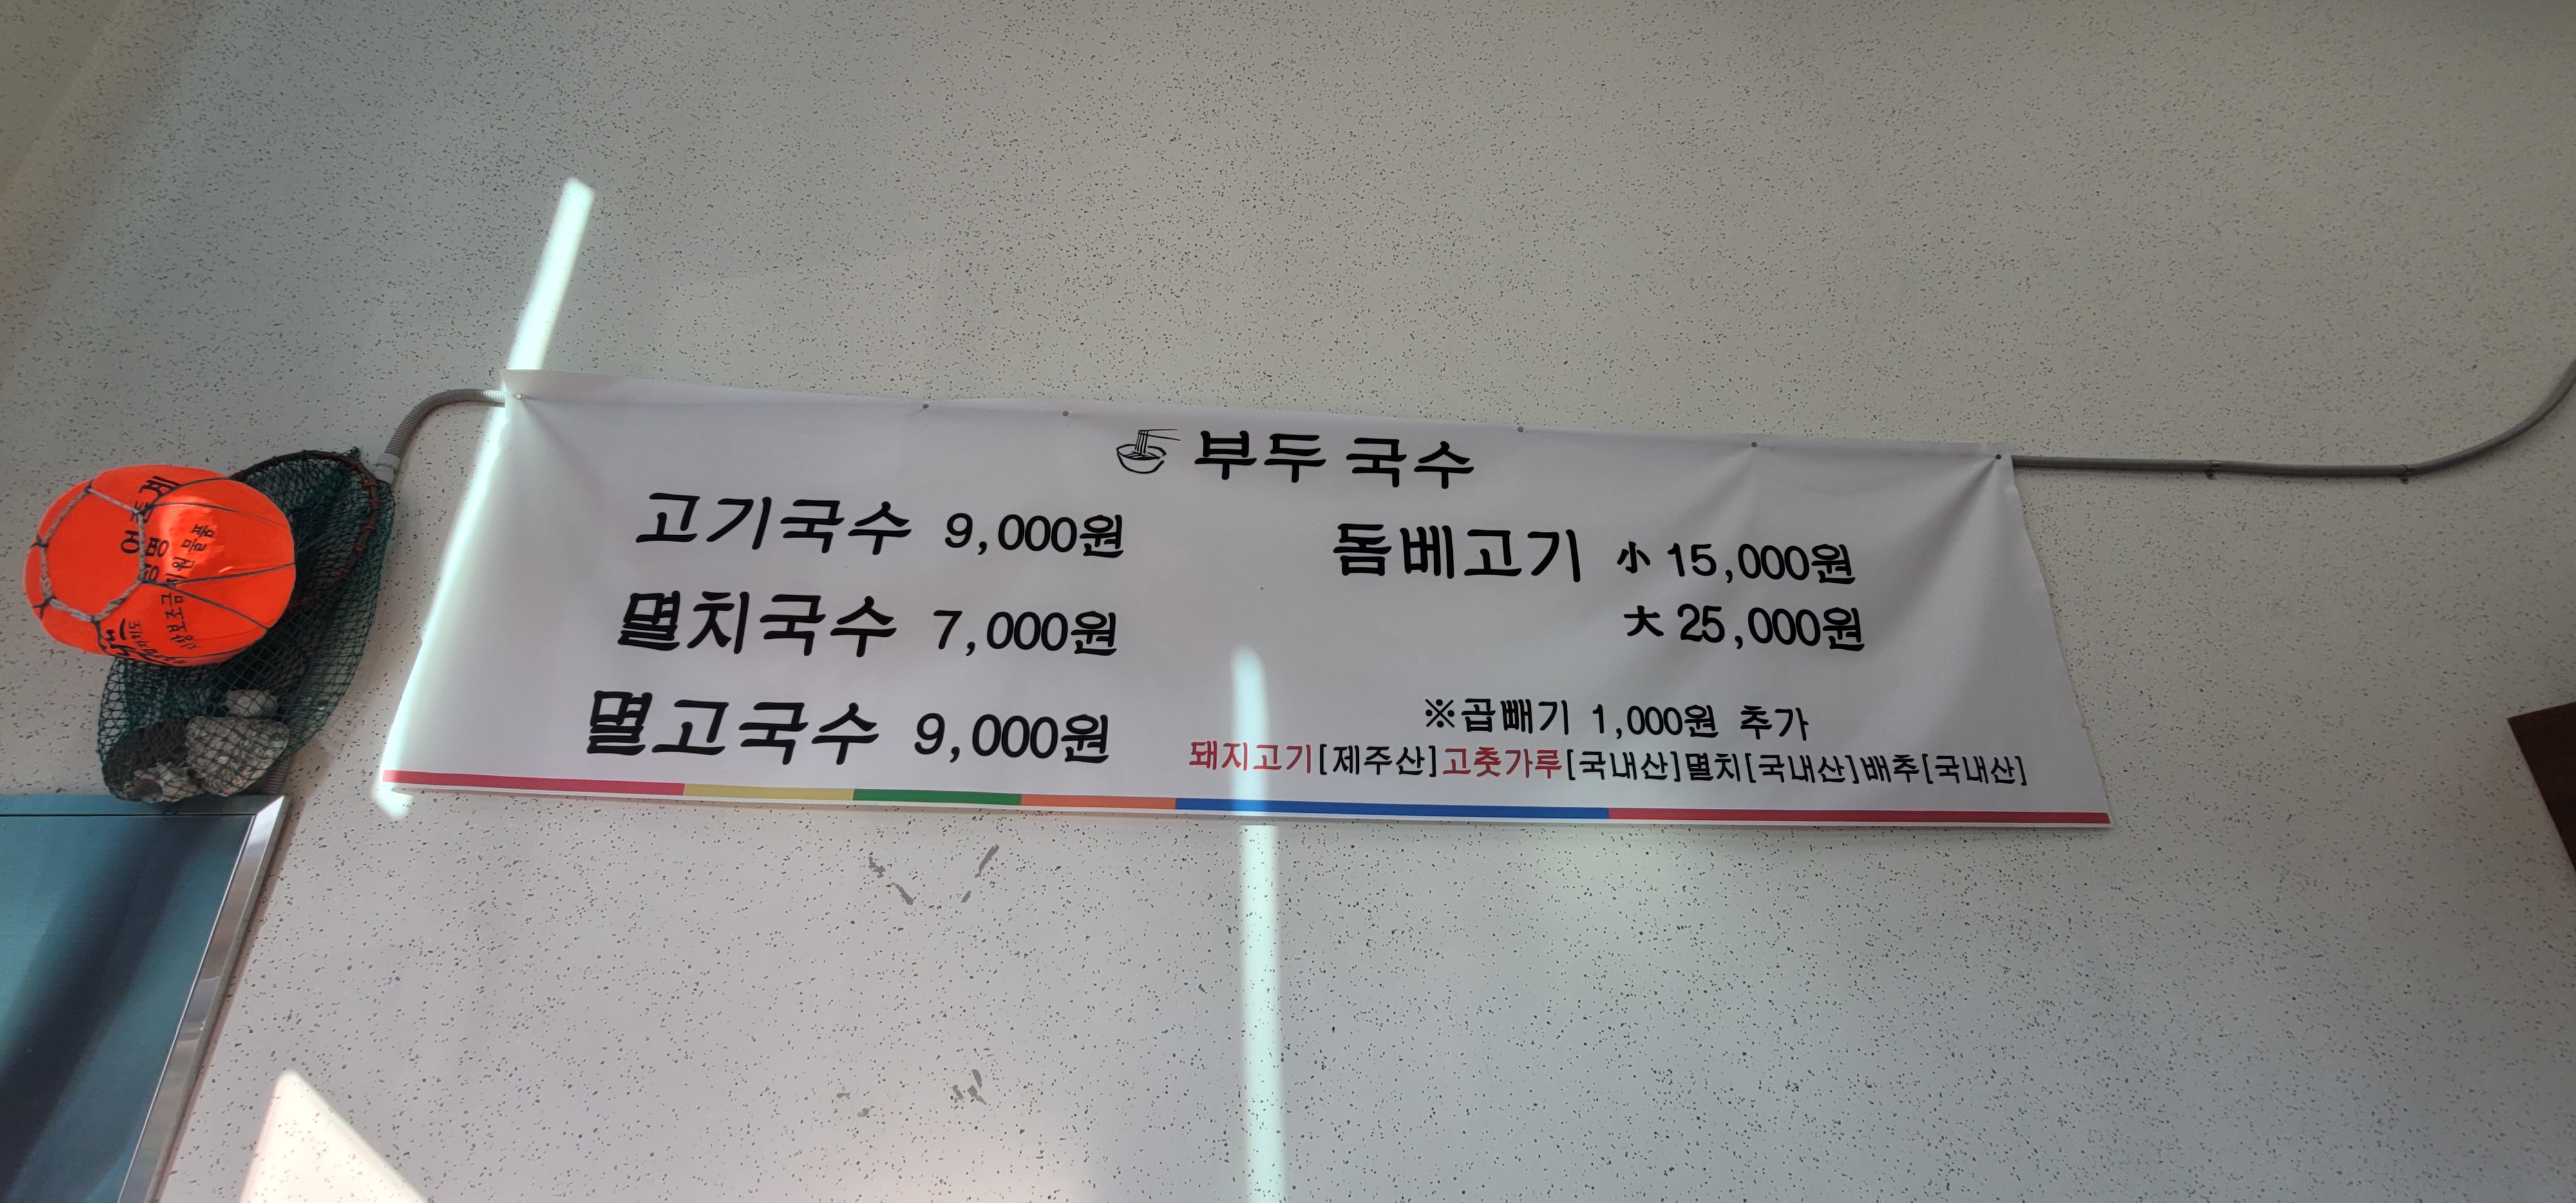 부두 국수
고기국수 9,000원
멸치국수 7,000원
멸고국수 9,000원
돔베고기 小 15,000원
大 25,000원
※곱빼기 1,000원 추가
돼지고기[제주산]고춧가루[국내산]멸치[국내산]배추[국내산]
어촌계